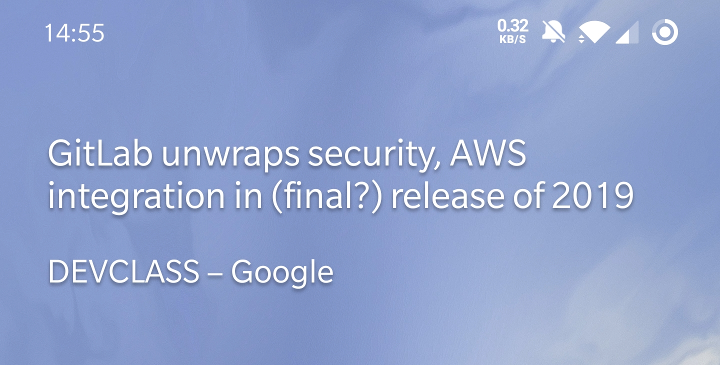 14:55
0.32
KB/S
GitLab unwraps security, AWS
integration in (final?) release of 2019
DEVCLASS – Google